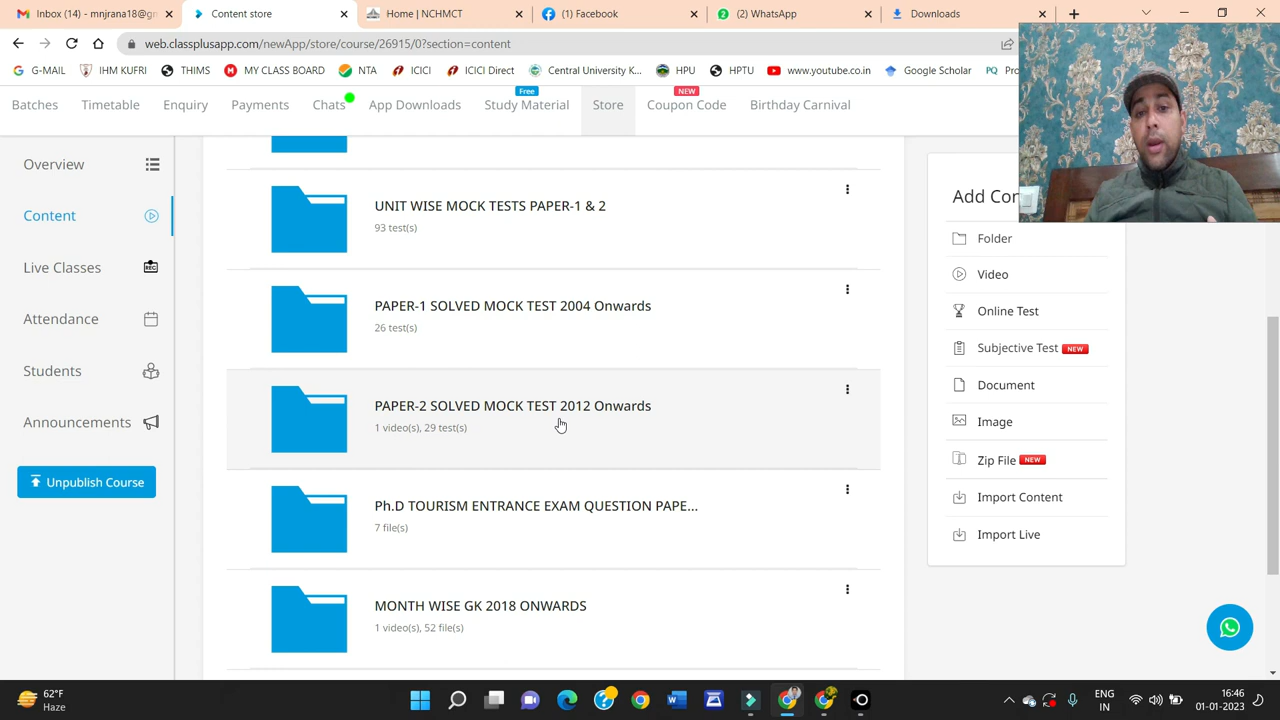 Inbox (14) - mnjrana18@gn
Content store
Home | NCHMCT
(1) Facebook
(2) WhatsApp
Downloads
web.classplusapp.com/newApp/store/course/26915/0?section=content
G-MAIL
IHM KUFRI
THIMS
MY CLASS BOARD
NTA
ICICI
ICICI Direct
Central University K...
HPU
HPTU
www.youtube.co.in
Google Scholar
PQ
Pro
Batches
Timetable
Enquiry
Payments
Chats
App Downloads
Free
Study Material
Store
NEW
Coupon Code
Birthday Carnival
Overview
Content
Live Classes
REC
Attendance
Students
Announcements
Unpublish Course
UNIT WISE MOCK TESTS PAPER-1 & 2
93 test(s)
PAPER-1 SOLVED MOCK TEST 2004 Onwards
26 test(s)
PAPER-2 SOLVED MOCK TEST 2012 Onwards
1 video(s), 29 test(s)
Ph.D TOURISM ENTRANCE EXAM QUESTION PAPE...
7 file(s)
MONTH WISE GK 2018 ONWARDS
1 video(s), 52 file(s)
Add Cor
Folder
Video
Online Test
Subjective Test NEW
Document
Image
Zip File NEW
Import Content
Import Live
62°F
Haze
ENG
IN
16:46
01-01-2023